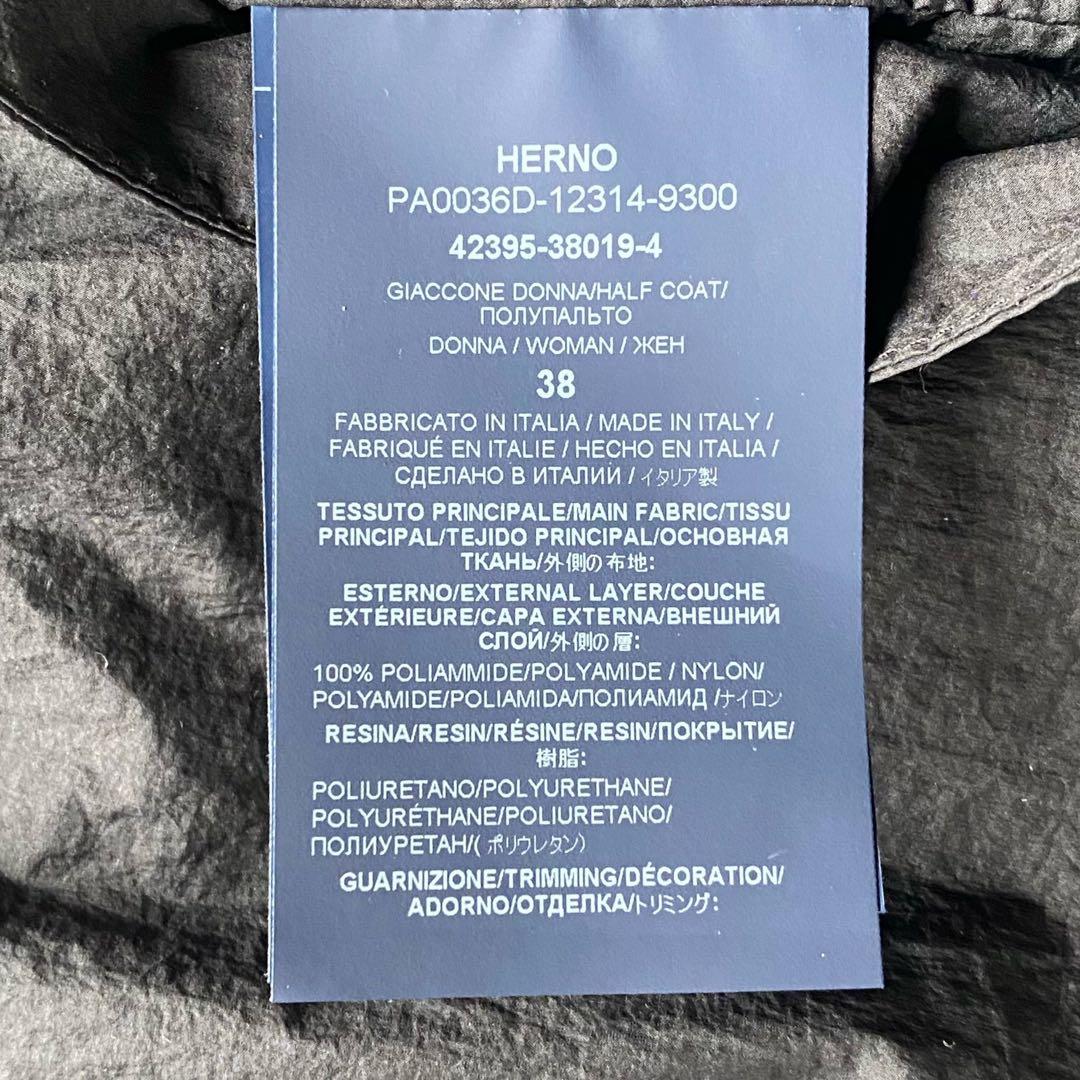 HERNO
PA0036D-12314-9300
42395-38019-4
GIACCONE DONNA/HALF COAT/
ПОЛУПАЛЬТО
DONNA / WOMAN / ЖЕН
38
FABBRICATO IN ITALIA / MADE IN ITALY /
FABRIQUÉ EN ITALIE / HECHO EN ITALIA /
СДЕЛАНО В ИТАЛИИ / イタリア製
TESSUTO PRINCIPALE/MAIN FABRIC/TISSU
PRINCIPAL/TEJIDO PRINCIPAL/ОСНОВНАЯ
ТКАНЬ/外側の布地:
ESTERNO/EXTERNAL LAYER/COUCHE
EXTÉRIEURE/CAPA EXTERNA/ВНЕШНИЙ
СЛОЙ/外側の層:
100% POLIAMMIDE/POLYAMIDE / NYLON/
POLYAMIDE/POLIAMIDA/ПОЛИАМИД /ナイロン
RESINA/RESIN/RÉSINE/RESIN/ПОКРЫТИЕ/
樹脂:
POLIURETANO/POLYURETHANE/
POLYURÉTHANE/POLIURETANO/
ПОЛИУРЕТАН/( ポリウレタン)
GUARNIZIONE/TRIMMING/DÉCORATION/
ADORNO/ОТДЕЛКА/トリミング: